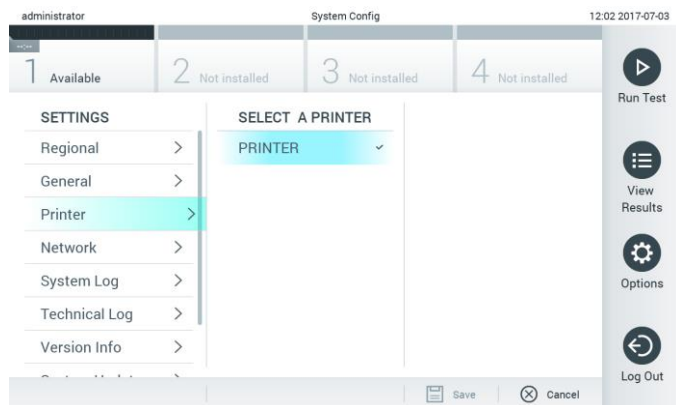 administrator System Config 12:02 2017-07-03
--:--
1 Available 2 Not installed 3 Not installed 4 Not installed
Run Test
SETTINGS SELECT A PRINTER
Regional PRINTER
General
View
Results
Printer
Network
System Log
Options
Technical Log
Version Info
Log Out
Save Cancel